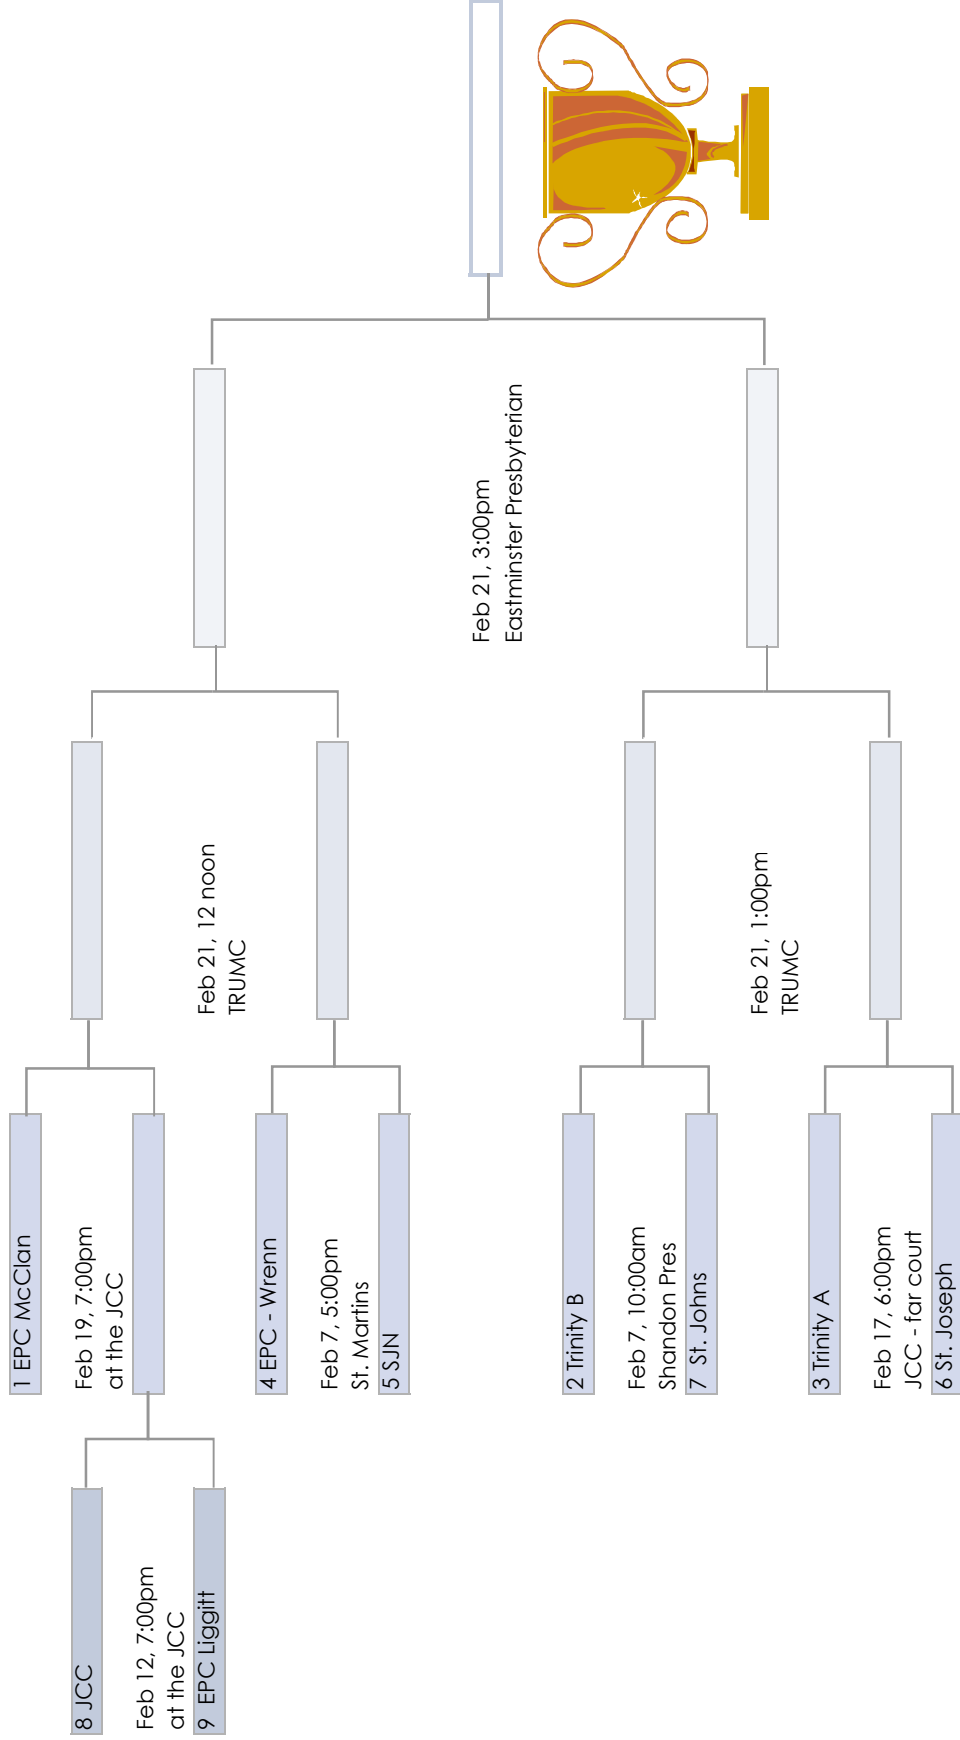 8 JCC
Feb 12, 7:00pm
at the JCC
9 EPC Liggitt
1 EPC McClan
Feb 19, 7:00pm
at the JCC
4 EPC - Wrenn
Feb 7, 5:00pm
St. Martins
5 SJN
2 Trinity B
Feb 7, 10:00am
Shandon Pres
7 St. Johns
3 Trinity A
Feb 17, 6:00pm
JCC - far court
6 St. Joseph
Feb 21, 12 noon
TRUMC
Feb 21, 1:00pm
TRUMC
Feb 21, 3:00pm
Eastminster Presbyterian